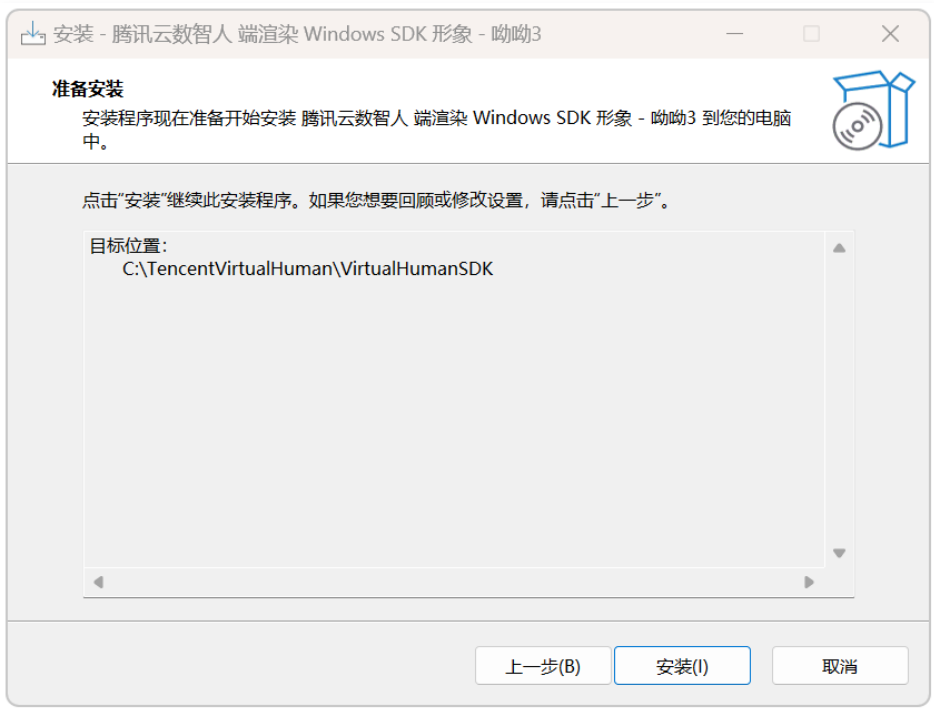 安装 - 腾讯云数智人 端渲染 Windows SDK 形象 - 呦呦3
准备安装
安装程序现在准备开始安装 腾讯云数智人 端渲染 Windows SDK 形象 - 呦呦3 到您的电脑
中。
点击“安装”继续此安装程序。如果您想要回顾或修改设置，请点击“上一步”。
目标位置：
C:\TencentVirtualHuman\VirtualHumanSDK
上一步(B)
安装(I)
取消